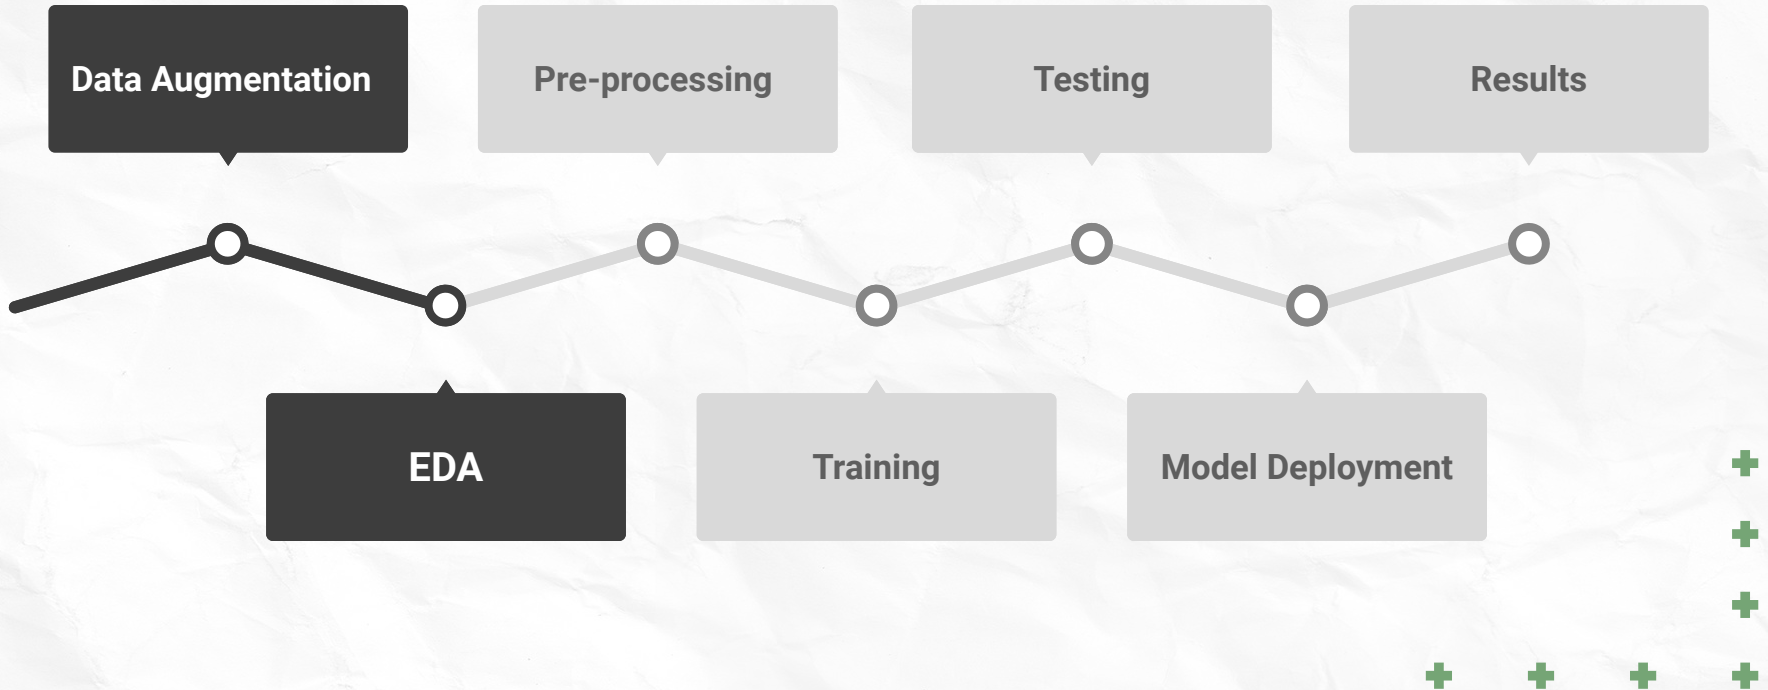 Data Augmentation
Pre-processing
Testing
Results
EDA
Training
Model Deployment